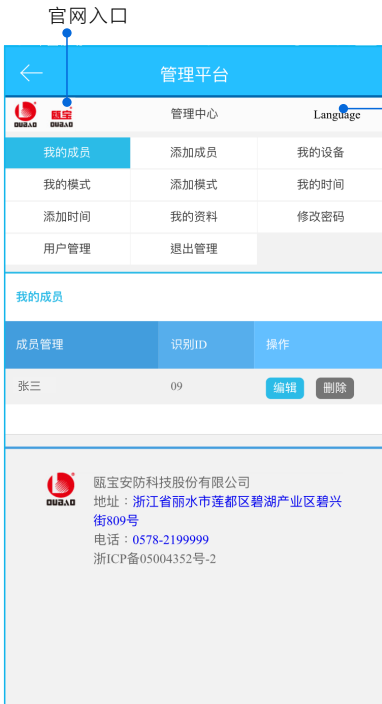 官网入口
管理平台
OUBAO 瓯宝 OUBAO 管理中心 Language
我的成员 添加成员 我的设备
我的模式 添加模式 我的时间
添加时间 我的资料 修改密码
用户管理 退出管理
我的成员
成员管理 识别ID 操作
张三 09 编辑 删除
OUBAO
瓯宝安防科技股份有限公司
地址：浙江省丽水市莲都区碧湖产业区碧兴
街809号
电话：0578-2199999
浙ICP备05004352号-2